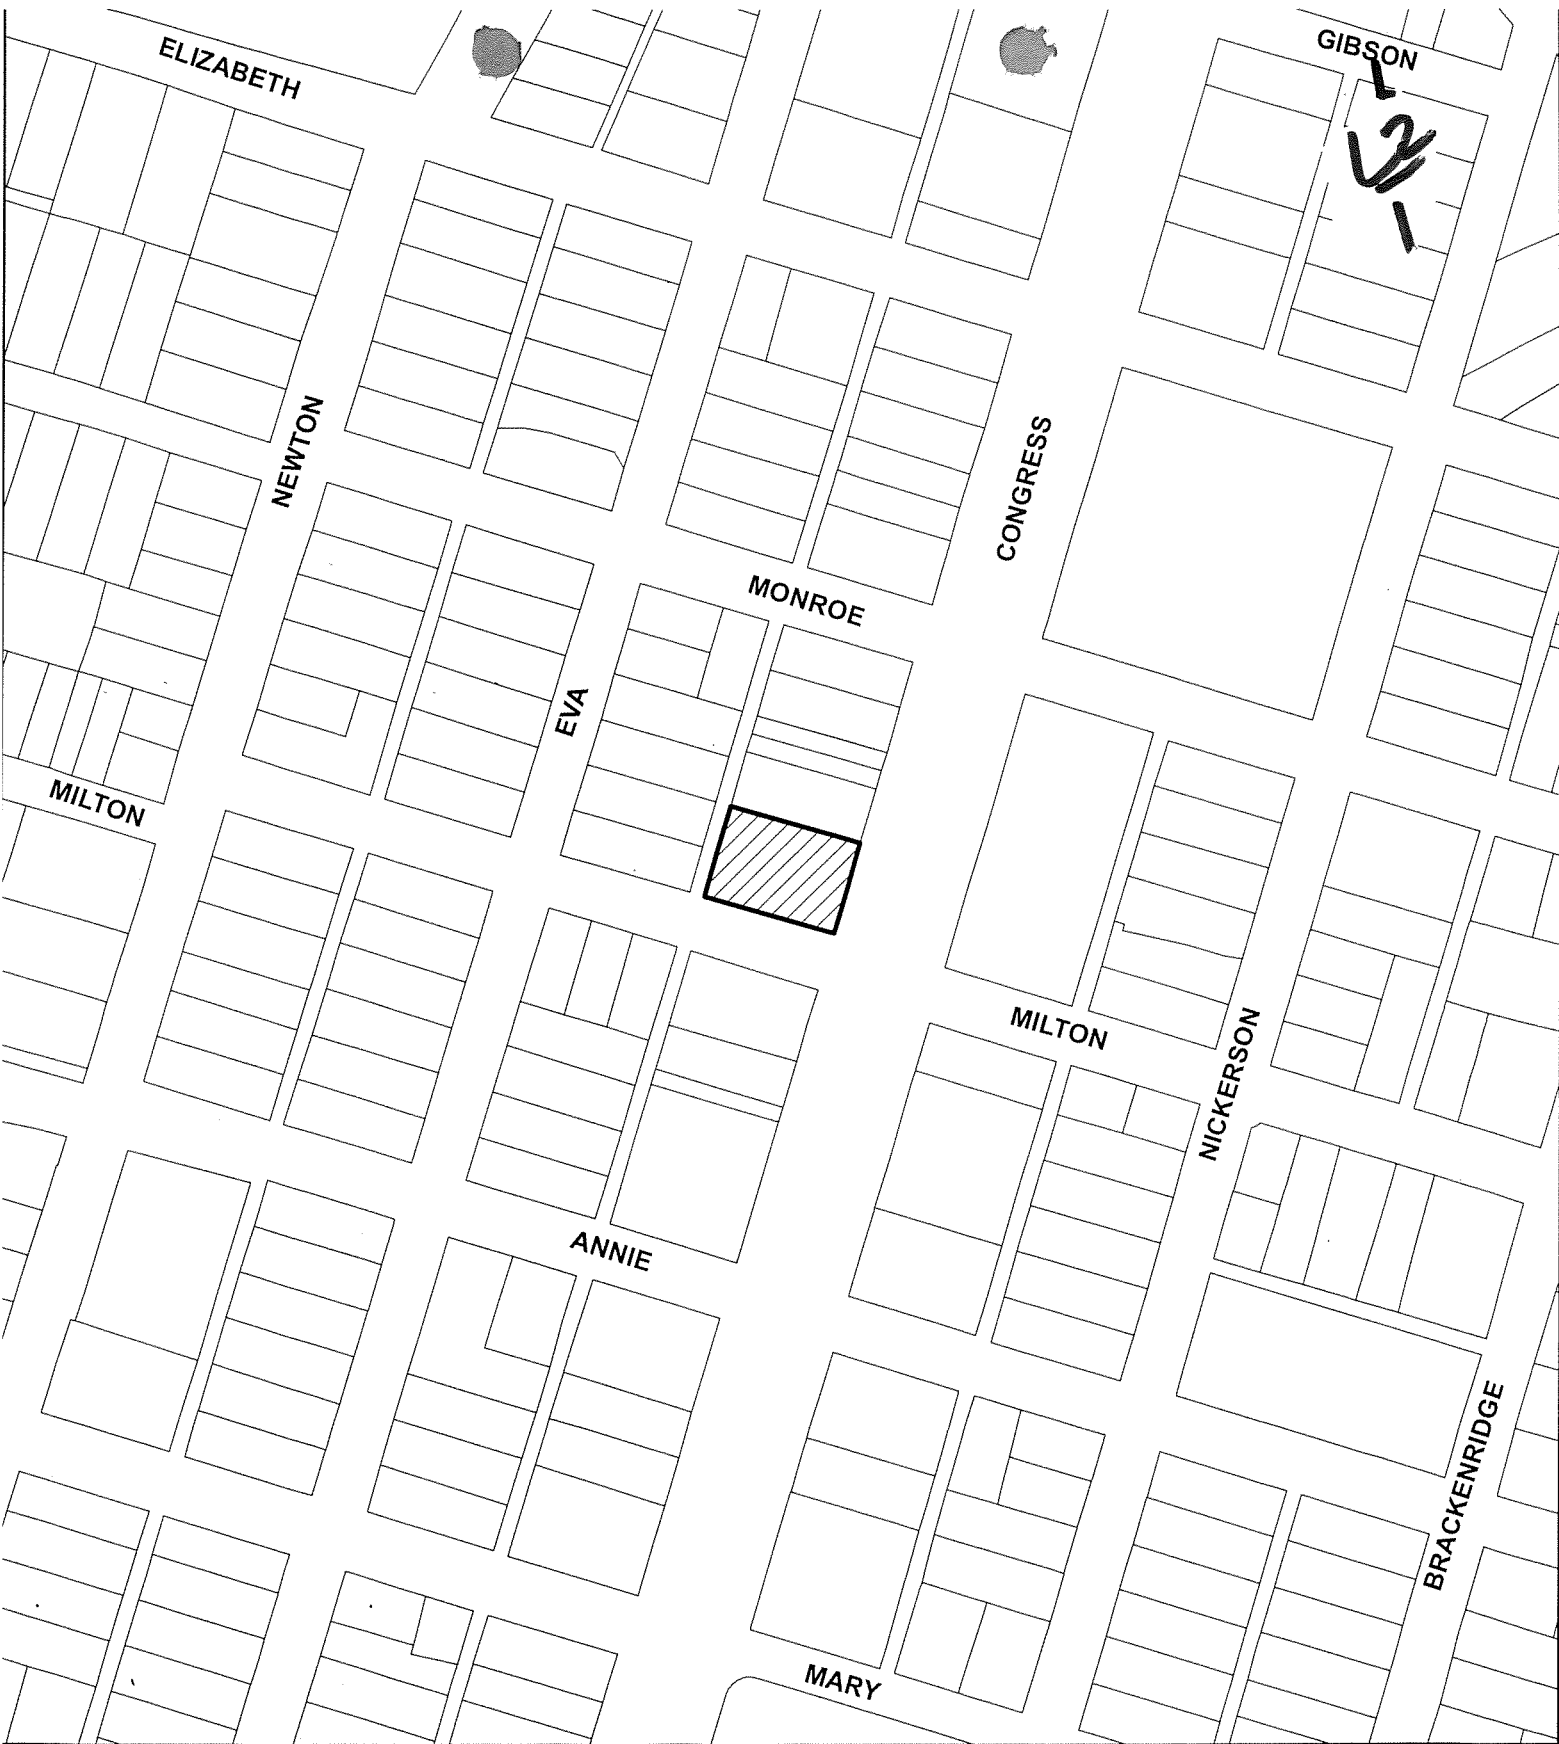 GIBSON
ELIZABETH
NEWTON
CONGRESS
MONROE
EVA
MILTON
MILTON
NICKERSON
ANNIE
BRACKENRIDGE
MARY